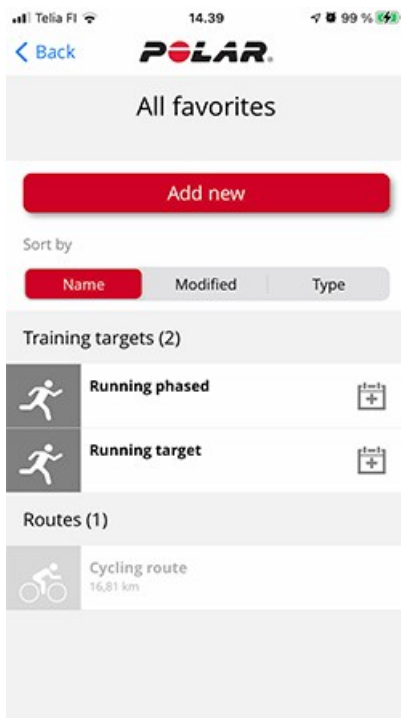 Telia FI 14.39 99 %
Back POLAR.
All favorites
Add new
Sort by
Name Modified Type
Training targets (2)
Running phased
Running target
Routes (1)
Cycling route
16,81 km